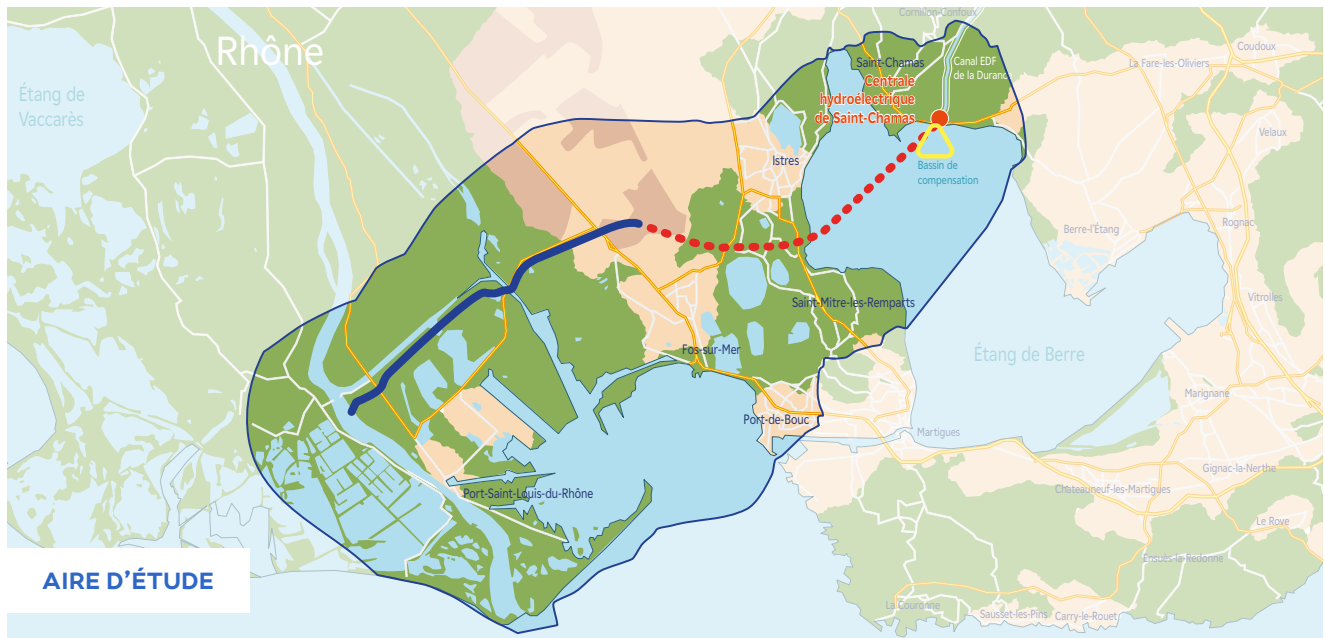 Cornillon-Confoux
Rhône
Coudoux
Saint-Chamas
Canal EDF
de la Durance
La Fare-les-Oliviers
Centrale
hydroélectrique
de Saint-Chamas
Étang de
Vaccarès
Velaux
Istres
Bassin de
compensation
Rognac
Berre-l'Étang
Vitrolles
Saint-Mitre-les-Remparts
Fos-sur-Mer
Étang de Berre
Marignane
Port-de-Bouc
Martigues
Gignac-la-Nerthe
Châteauneuf-les-Martigues
Port-Saint-Louis-du-Rhône
Le Rove
Ensuès-la-Redonne
AIRE D'ÉTUDE
La Couronne
Sausset-les-Pins
Carry-le-Rouet